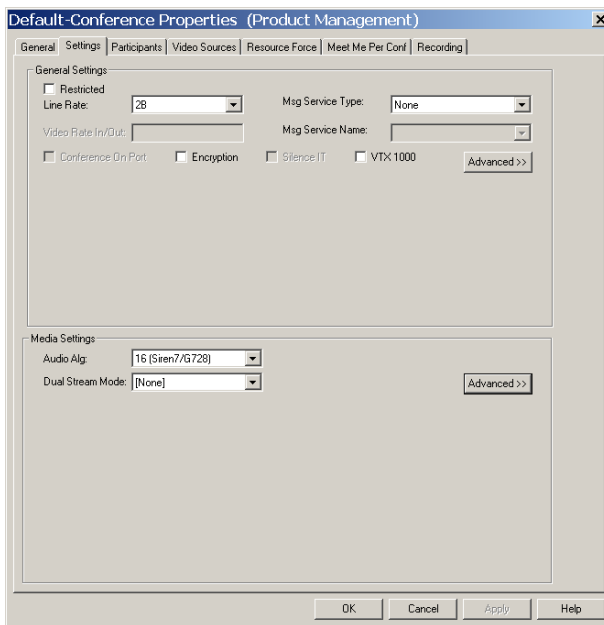 Default-Conference Properties (Product Management)
General Settings Participants Video Sources Resource Force Meet Me Per Conf Recording
General Settings
Restricted
Line Rate: 2B Msg Service Type: None
Video Rate In/Out: Msg Service Name:
Conference On Port Encryption Silence IT VTX 1000 Advanced >>
Media Settings
Audio Alg: 16 (Siren7/G728)
Dual Stream Mode: [None] Advanced >>
OK Cancel Apply Help